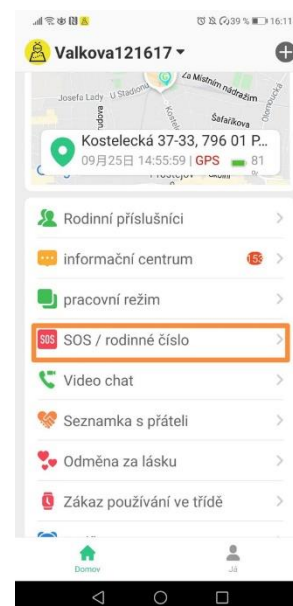 39 % 16:11
Valkova121617
Za Místním nádražím
Josefa Lady U Stadionu
Šafaříkova
Olomoucká
Kostelecká 37-33, 796 01 P...
09月25日 14:55:59 | GPS 81
Rodinní příslušníci
informační centrum 153
pracovní režim
SOS SOS / rodinné číslo
Video chat
Seznamka s přáteli
Odměna za lásku
Zákaz používání ve třídě
Domov Já